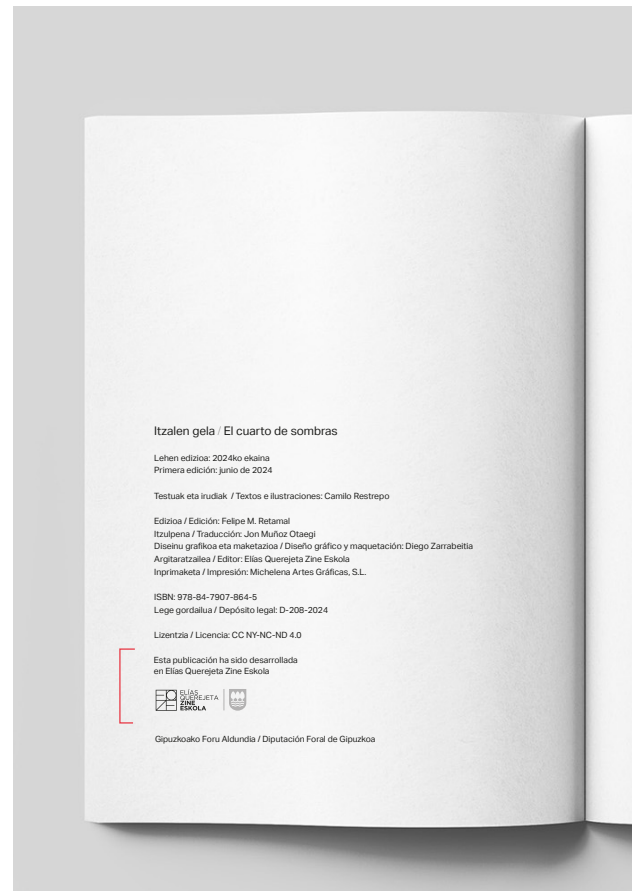 Itzalen gela / El cuarto de sombras
Lehen edizioa: 2024ko ekaina
Primera edición: junio de 2024
Testuak eta irudiak / Textos e ilustraciones: Camilo Restrepo
Edizioa / Edición: Felipe M. Retamal
Itzulpena / Traducción: Jon Muñoz Otaegi
Diseinu grafikoa eta maketazioa / Diseño gráfico y maquetación: Diego Zarrabeitia
Argitaratzailea / Editor: Elías Querejeta Zine Eskola
Inprimaketa / Impresión: Michelena Artes Gráficas, S.L.
ISBN: 978-84-7907-864-5
Lege gordailua / Depósito legal: D-208-2024
Lizentzia / Licencia: CC NY-NC-ND 4.0
Esta publicación ha sido desarrollada
en Elías Querejeta Zine Eskola
EQZE
ELÍAS
QUEREJETA
ZINE
ESKOLA
Gipuzkoako Foru Aldundia / Diputación Foral de Gipuzkoa